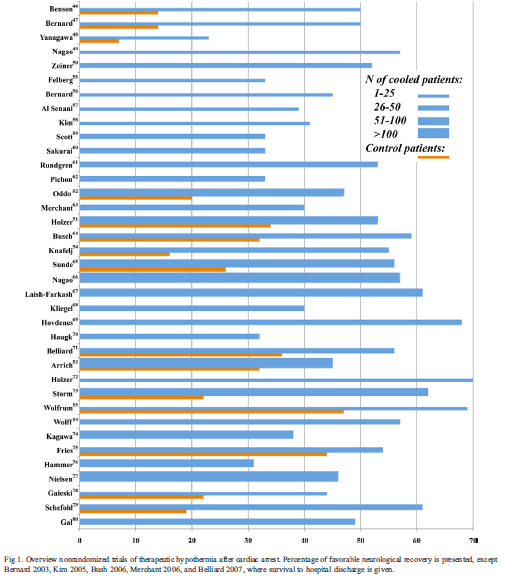 Benson46
Bernard47
Yanagawa48
Nagao49
Zeiner50
Felberg55
N of cooled patients:
Bernard56
1-25
Al Senani57
26-50
Kim58
51-100
Scott59
>100
Sakurai60
Control patients:
Rundgren61
Pichon62
Oddo52
Merchant63
Holzer51
Busch64
Knafelj54
Sunde65
Nagao66
Laish-Farkash67
Kliegel68
Hovdenes69
Haugk70
Belliard71
Arrich53
Holzer72
Storm73
Wolfrum85
Wolff84
Kagawa74
Fries75
Hammer76
Nielsen77
Gaieski78
Schefold79
Gal80
0 10 20 30 40 50 60 70
Fig 1. Overview nonrandomized trials of therapeutic hypothermia after cardiac arrest. Percentage of favorable neurological recovery is presented, except
Bernard 2003, Kim 2005, Bush 2006, Merchant 2006, and Belliard 2007, where survival to hospital discharge is given.